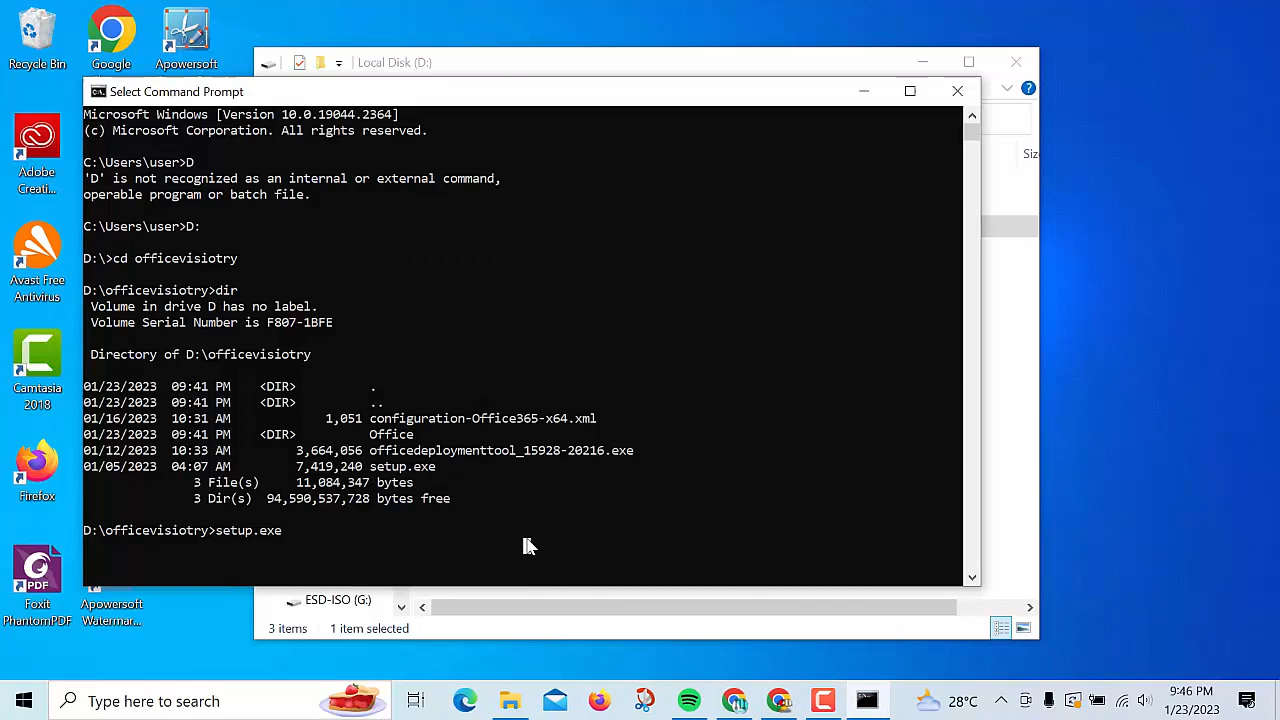 Recycle Bin
Google
Apowersoft
Adobe
Creati...
Avast Free
Antivirus
Camtasia
2018
Firefox
PDF
Foxit
PhantomPDF
Apowersoft
Watermar...
Local Disk (D:)
Siz
Select Command Prompt
Microsoft Windows [Version 10.0.19044.2364]
(c) Microsoft Corporation. All rights reserved.
C:\Users\user>D
'D' is not recognized as an internal or external command,
operable program or batch file.
C:\Users\user>D:
D:\>cd officevisiotry
D:\officevisiotry>dir
Volume in drive D has no label.
Volume Serial Number is F807-1BFE
Directory of D:\officevisiotry
01/23/2023 09:41 PM <DIR> .
01/23/2023 09:41 PM <DIR> ..
01/16/2023 10:31 AM 1,051 configuration-Office365-x64.xml
01/23/2023 09:41 PM <DIR> Office
01/12/2023 10:33 AM 3,664,056 officedeploymenttool_15928-20216.exe
01/05/2023 04:07 AM 7,419,240 setup.exe
3 File(s) 11,084,347 bytes
3 Dir(s) 94,590,537,728 bytes free
D:\officevisiotry>setup.exe
ESD-ISO (G:)
3 items 1 item selected
Type here to search
28°C
9:46 PM
1/23/2023